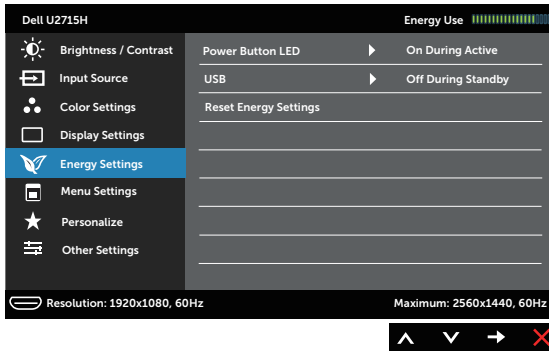 Dell U2715H Energy Use
Brightness / Contrast Power Button LED On During Active
Input Source USB Off During Standby
Color Settings Reset Energy Settings
Display Settings
Energy Settings
Menu Settings
Personalize
Other Settings
Resolution: 1920x1080, 60Hz Maximum: 2560x1440, 60Hz